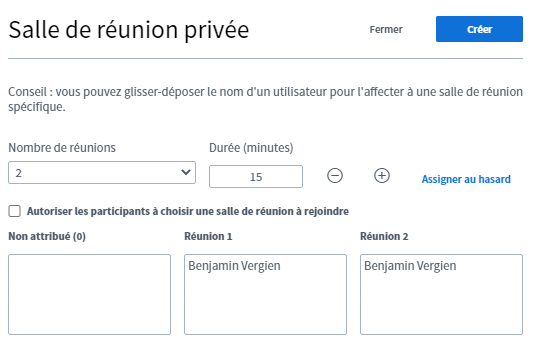 Salle de réunion privée
Fermer
Créer
Conseil : vous pouvez glisser-déposer le nom d'un utilisateur pour l'affecter à une salle de réunion
spécifique.
Nombre de réunions
Durée (minutes)
2
15
Assigner au hasard
Autoriser les participants à choisir une salle de réunion à rejoindre
Non attribué (0)
Réunion 1
Réunion 2
Benjamin Vergien
Benjamin Vergien